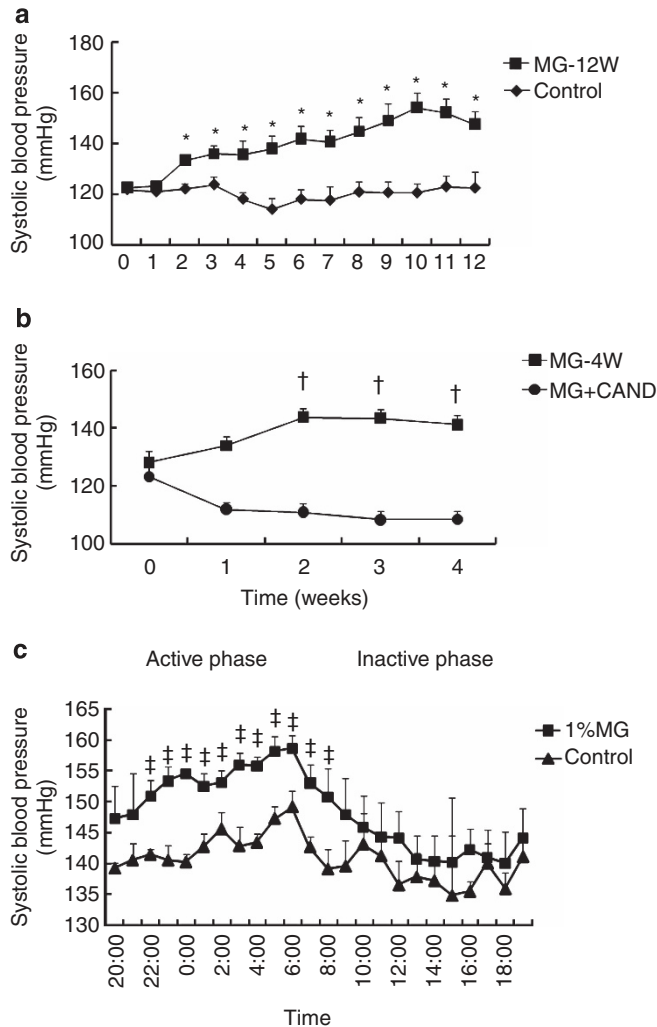 a
Systolic blood pressure
(mmHg)
180
160
140
120
100
* * * * * * * * * * *
0 1 2 3 4 5 6 7 8 9 10 11 12
MG-12W
Control
b
Systolic blood pressure
(mmHg)
160
140
120
100
† † †
0 1 2 3 4
Time (weeks)
MG-4W
MG+CAND
c
Active phase Inactive phase
Systolic blood pressure
(mmHg)
165
160
155
150
145
140
135
130
‡ ‡ ‡ ‡ ‡ ‡ ‡ ‡ ‡ ‡ ‡
20:00 22:00 0:00 2:00 4:00 6:00 8:00 10:00 12:00 14:00 16:00 18:00
Time
1%MG
Control